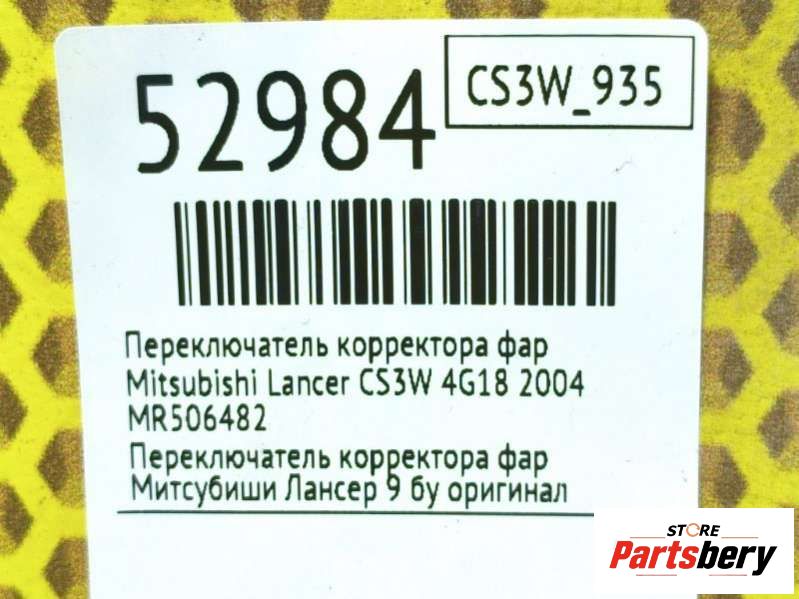 52984
CS3W_935
Переключатель корректора фар
Mitsubishi Lancer CS3W 4G18 2004
MR506482
Переключатель корректора фар
Митсубиши Лансер 9 бу оригинал
STORE
Partsbery